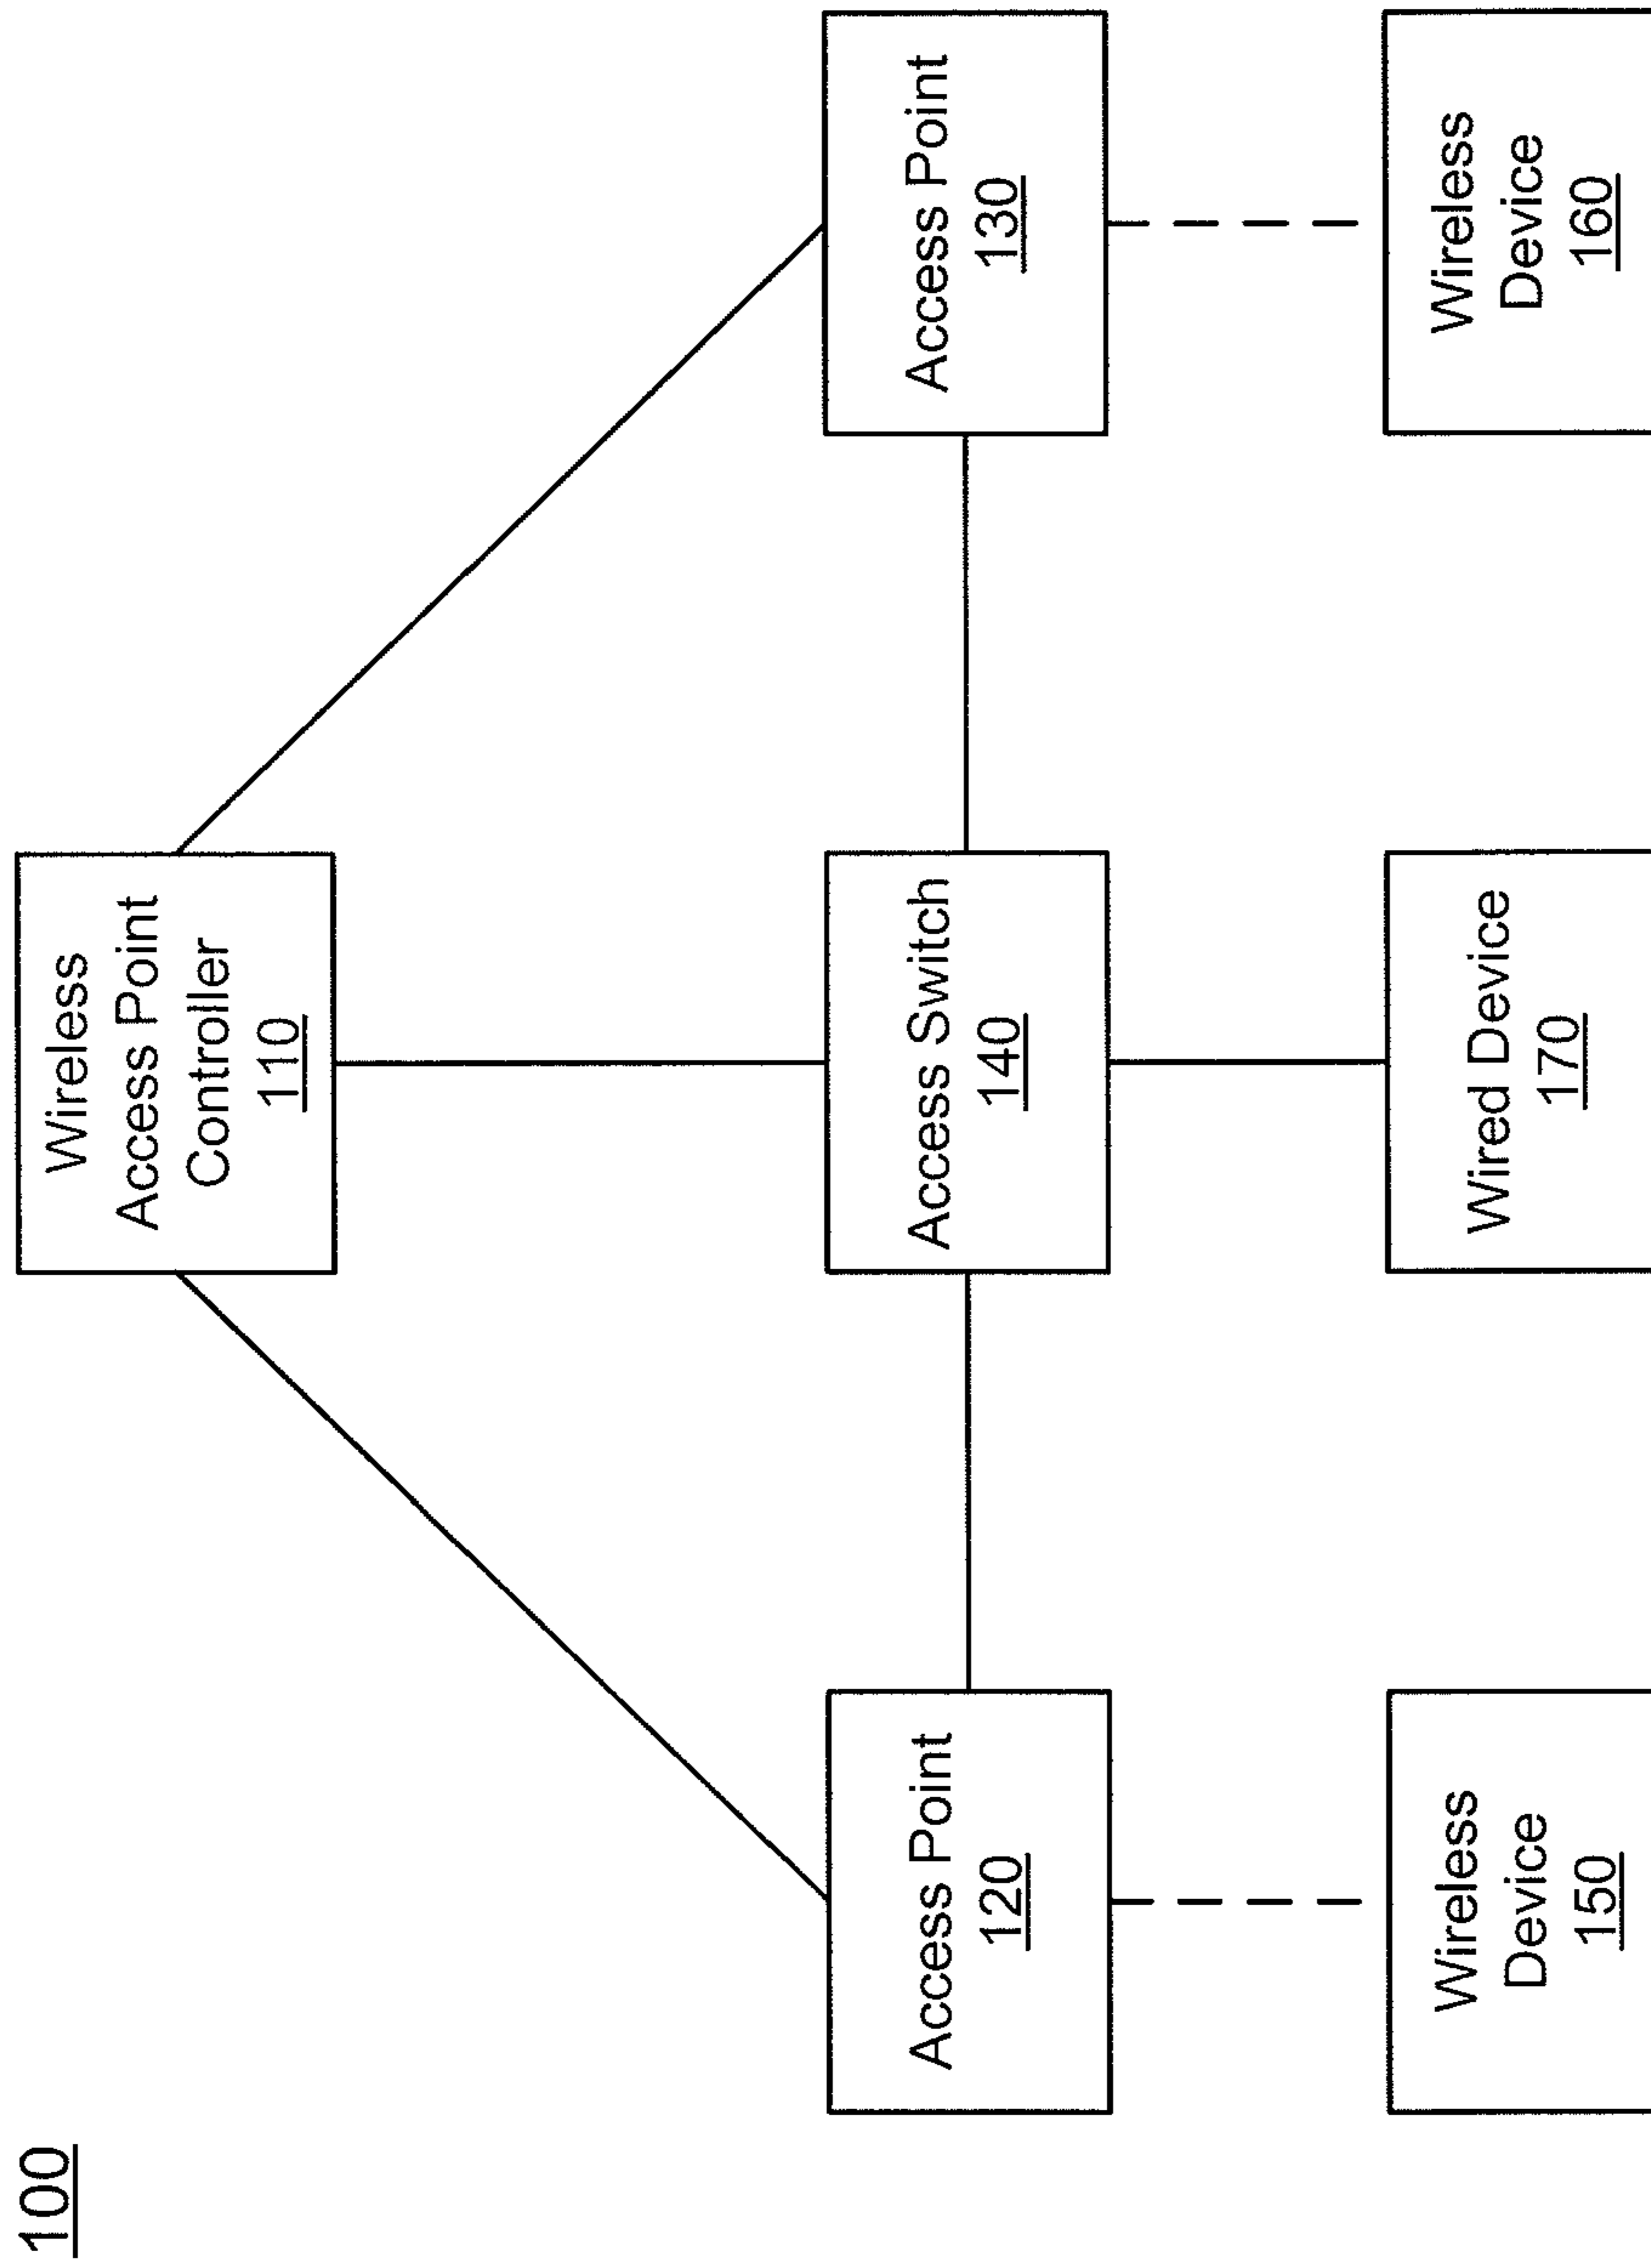 100
Wireless
Access Point
Controller
110
Access Point
120
Access Switch
140
Access Point
130
Wireless
Device
150
Wired Device
170
Wireless
Device
160